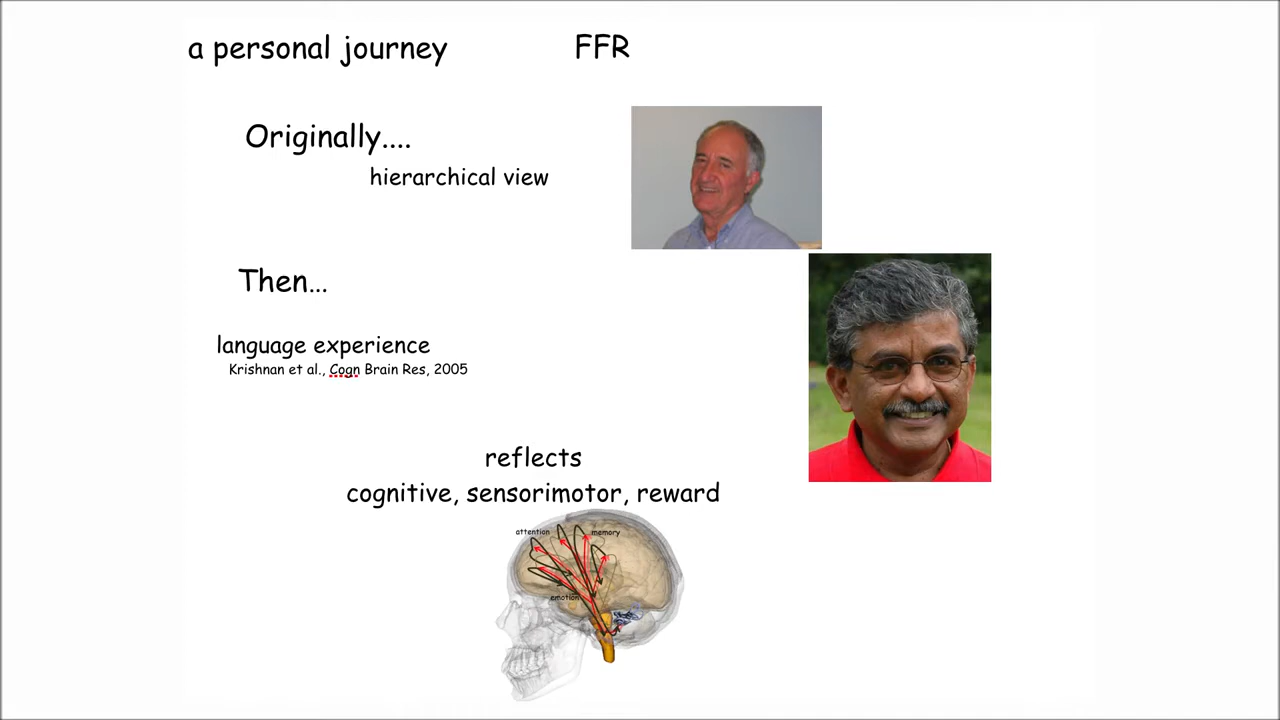 a personal journey FFR
Originally....
hierarchical view
Then...
language experience
Krishnan et al., Cogn Brain Res, 2005
reflects
cognitive, sensorimotor, reward
attention memory
emotion